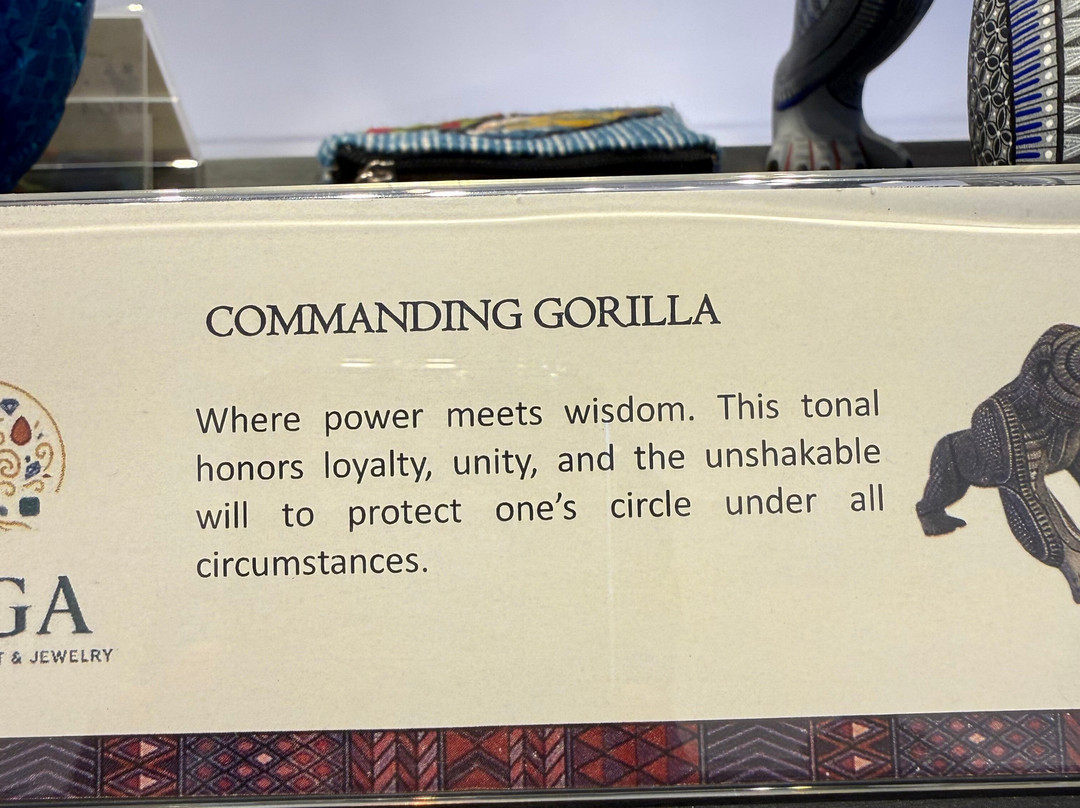 COMMANDING GORILLA
Where power meets wisdom. This tonal
honors loyalty, unity, and the unshakable
will to protect one's circle under all
circumstances.
GA
T & JEWELRY